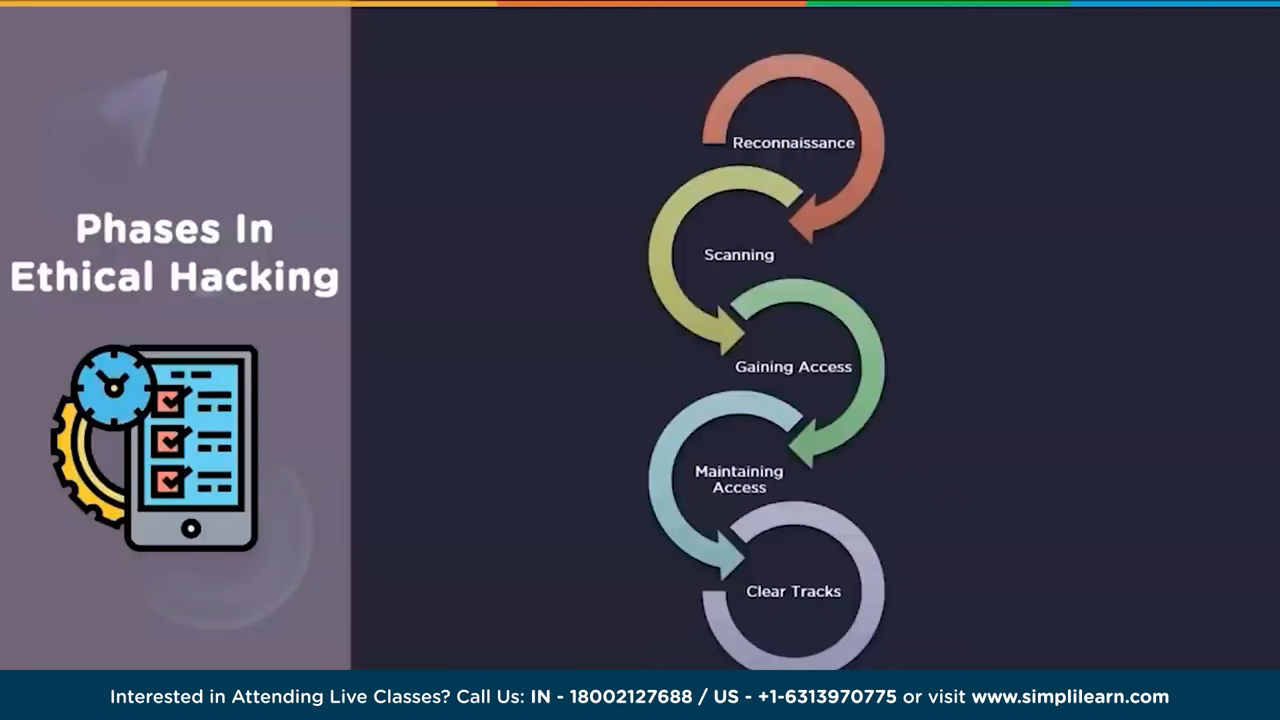 Phases In
Ethical Hacking
Reconnaissance
Scanning
Gaining Access
Maintaining
Access
Clear Tracks
Interested in Attending Live Classes? Call Us: IN - 18002127688 / US - +1-6313970775 or visit www.simplilearn.com